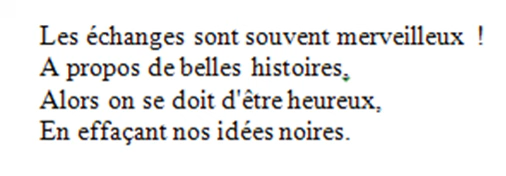 Les échanges sont souvent merveilleux !
A propos de belles histoires,
Alors on se doit d'être heureux,
En effaçant nos idées noires.